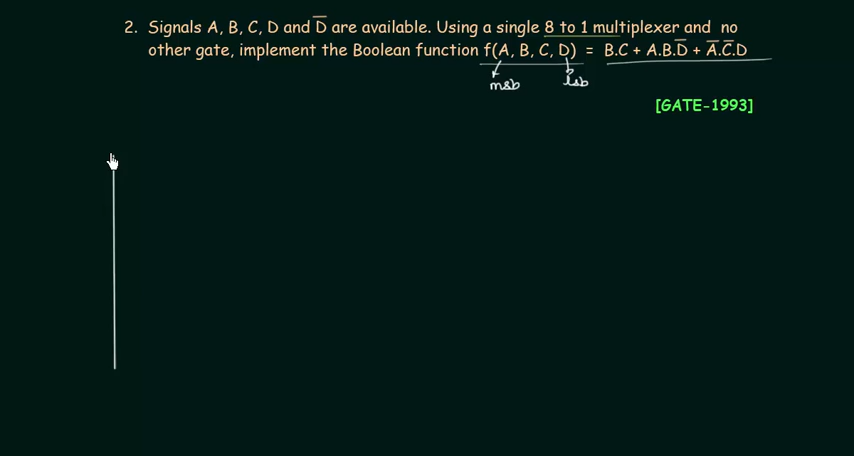 2. Signals A, B, C, D and D̅ are available. Using a single 8 to 1 multiplexer and no
other gate, implement the Boolean function f(A, B, C, D) = B.C + A.B.D̅ + A̅.C̅.D
msb lsb
[GATE-1993]